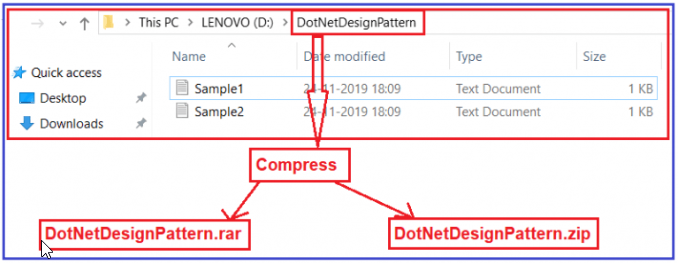 This PC > LENOVO (D:) > DotNetDesignPattern
Name Date modified Type Size
Quick access
Sample1 24-11-2019 18:09 Text Document 1 KB
Desktop
Sample2 24-11-2019 18:09 Text Document 1 KB
Downloads
Compress
DotNetDesignPattern.rar DotNetDesignPattern.zip